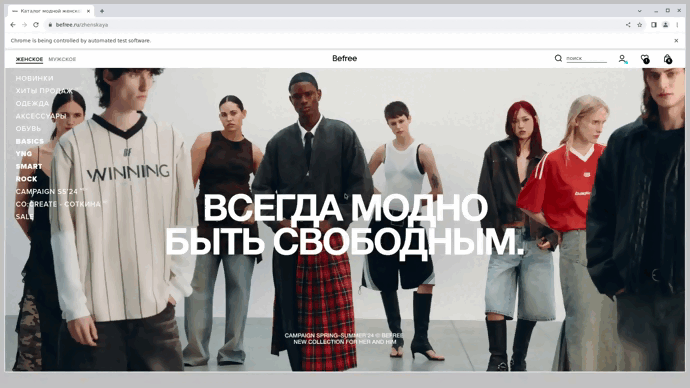 Каталог модной женско
befree.ru/zhenskaya
Chrome is being controlled by automated test software.
ЖЕНСКОЕ МУЖСКОЕ
Befree
ПОИСК
НОВИНКИ
ХИТЫ ПРОДАЖ
ОДЕЖДА
АКСЕССУАРЫ
ОБУВЬ
BASICS
YNG
SMART
ROCK
CAMPAIGN SS'24
CO:CREATE - СОТКИНА
SALE
WINNING
ВСЕГДА МОДНО
БЫТЬ СВОБОДНЫМ.
CAMPAIGN SPRING-SUMMER'24 © BEFREE
NEW COLLECTION FOR HER AND HIM